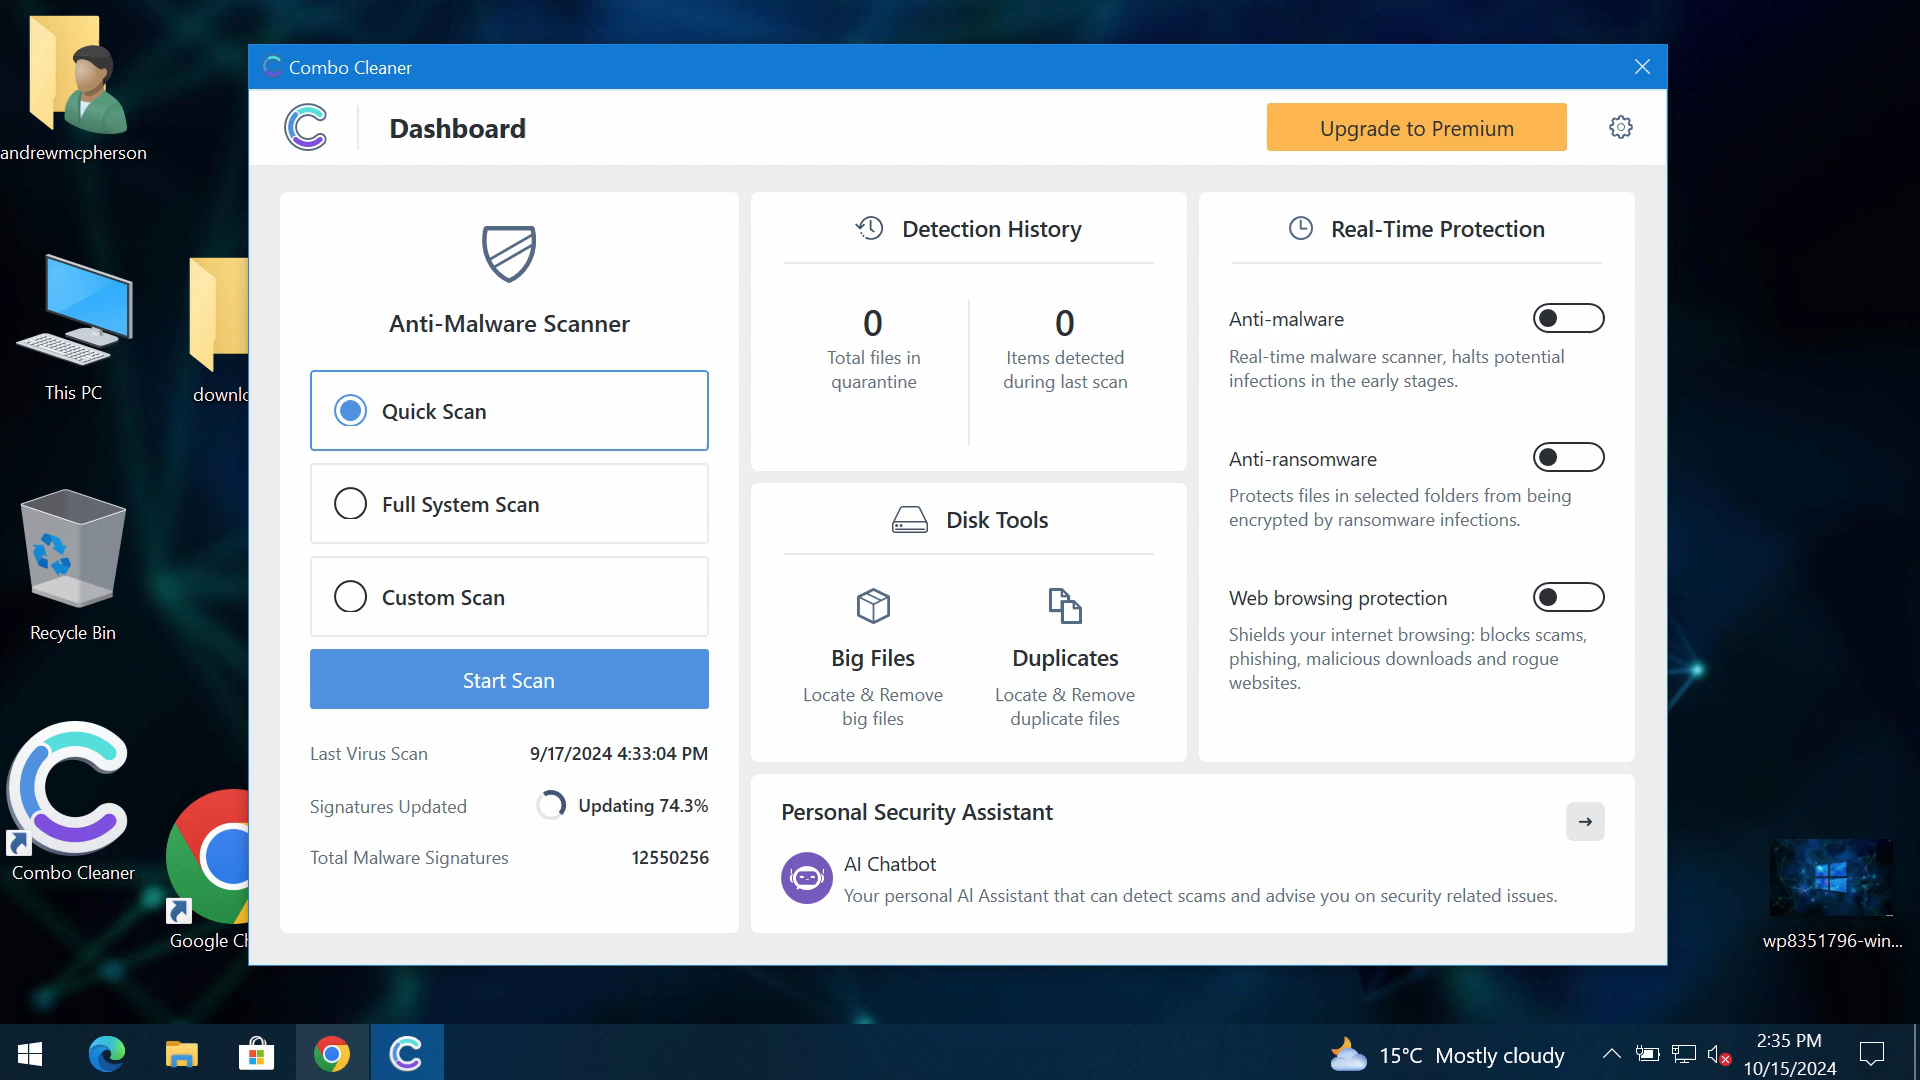 andrewmcpherson
This PC
downlo
Recycle Bin
Combo Cleaner
Google Ch
Combo Cleaner
Dashboard
Upgrade to Premium
Anti-Malware Scanner
Quick Scan
Full System Scan
Custom Scan
Start Scan
Last Virus Scan 9/17/2024 4:33:04 PM
Signatures Updated Updating 74.3%
Total Malware Signatures 12550256
Detection History
0
Total files in
quarantine
0
Items detected
during last scan
Disk Tools
Big Files
Locate & Remove
big files
Duplicates
Locate & Remove
duplicate files
Real-Time Protection
Anti-malware
Real-time malware scanner, halts potential
infections in the early stages.
Anti-ransomware
Protects files in selected folders from being
encrypted by ransomware infections.
Web browsing protection
Shields your internet browsing: blocks scams,
phishing, malicious downloads and rogue
websites.
Personal Security Assistant
AI Chatbot
Your personal AI Assistant that can detect scams and advise you on security related issues.
wp8351796-win...
15°C Mostly cloudy
2:35 PM
10/15/2024